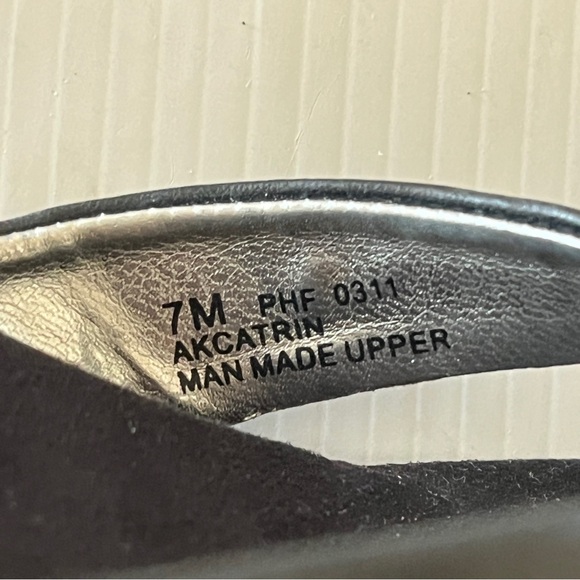 7M PHF 0311
AKCATRIN
MAN MADE UPPER